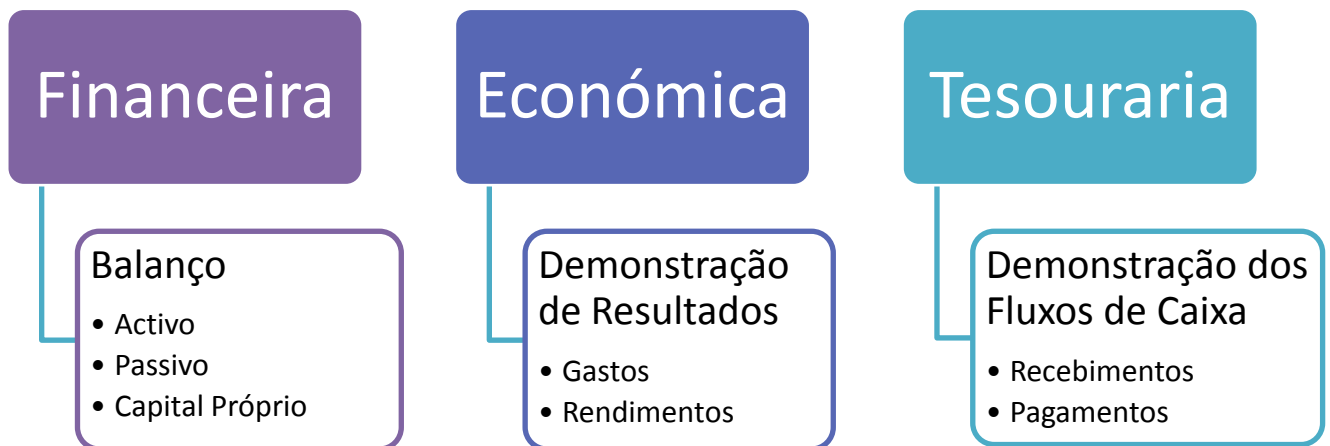 Financeira
Balanço
• Activo
• Passivo
• Capital Próprio
Económica
Demonstração
de Resultados
• Gastos
• Rendimentos
Tesouraria
Demonstração dos
Fluxos de Caixa
• Recebimentos
• Pagamentos